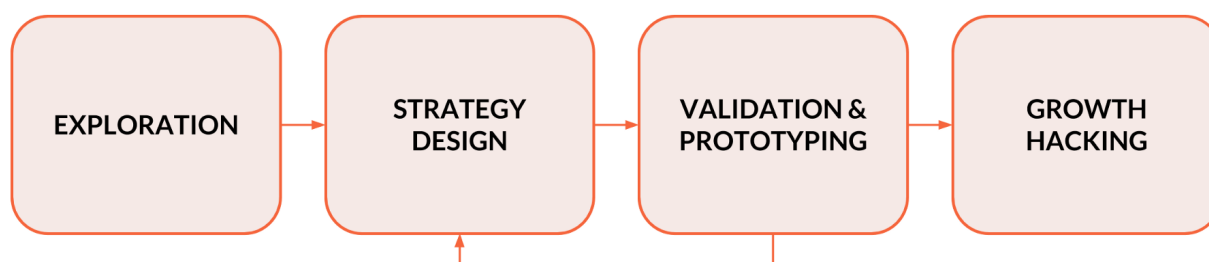 EXPLORATION
STRATEGY
DESIGN
VALIDATION &
PROTOTYPING
GROWTH
HACKING